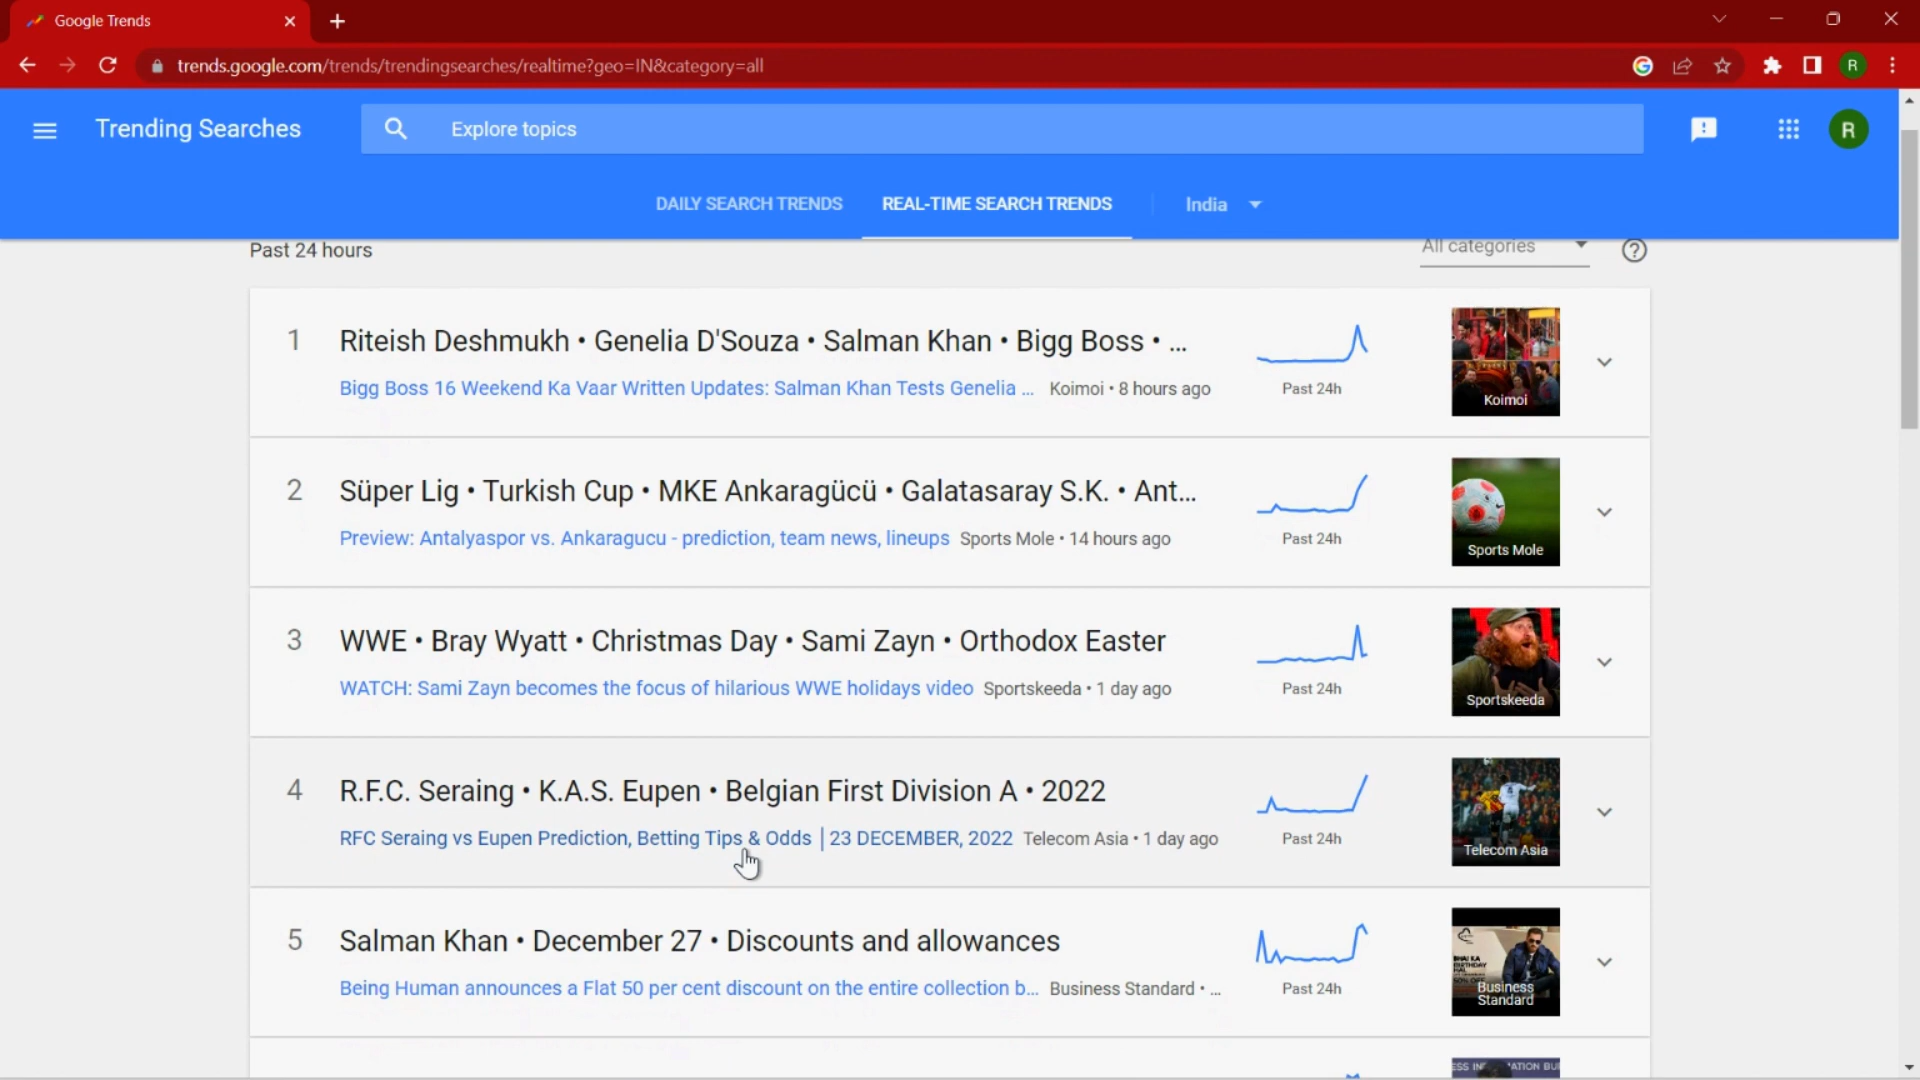 Google Trends
trends.google.com/trends/trendingsearches/realtime?geo=IN&category=all
R
Trending Searches
Explore topics
R
DAILY SEARCH TRENDS
REAL-TIME SEARCH TRENDS
India
Past 24 hours
All categories
1
Riteish Deshmukh • Genelia D'Souza • Salman Khan • Bigg Boss • ...
Bigg Boss 16 Weekend Ka Vaar Written Updates: Salman Khan Tests Genelia ... Koimoi • 8 hours ago
Past 24h
Koimoi
2
Süper Lig • Turkish Cup • MKE Ankaragücü • Galatasaray S.K. • Ant...
Preview: Antalyaspor vs. Ankaragucu - prediction, team news, lineups Sports Mole • 14 hours ago
Past 24h
Sports Mole
3
WWE • Bray Wyatt • Christmas Day • Sami Zayn • Orthodox Easter
WATCH: Sami Zayn becomes the focus of hilarious WWE holidays video Sportskeeda • 1 day ago
Past 24h
Sportskeeda
4
R.F.C. Seraing • K.A.S. Eupen • Belgian First Division A • 2022
RFC Seraing vs Eupen Prediction, Betting Tips & Odds | 23 DECEMBER, 2022 Telecom Asia • 1 day ago
Past 24h
Telecom Asia
5
Salman Khan • December 27 • Discounts and allowances
Being Human announces a Flat 50 per cent discount on the entire collection b... Business Standard • ...
Past 24h
BHAI KA
BIRTHDAY
Business
Standard